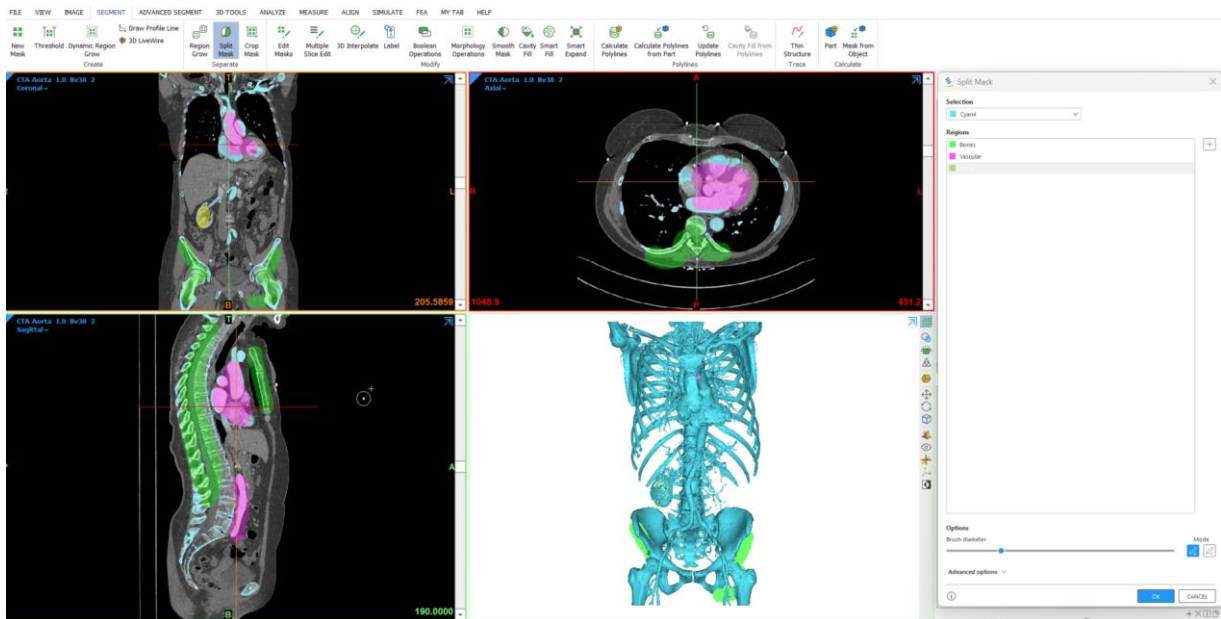 FILE VIEW IMAGE SEGMENT ADVANCED SEGMENT 3D TOOLS ANALYZE MEASURE ALIGN SIMULATE FEA MY TAB HELP
New Mask
Threshold
Dynamic Region Grow
Draw Profile Line
3D LiveWire
Create
Region Grow
Split Mask
Crop Mask
Separate
Edit Masks
Multiple Slice Edit
3D Interpolate
Label
Boolean Operations
Morphology Operations
Smooth Mask
Cavity Fill
Smart Fill
Smart Expand
Modify
Calculate Polylines
Calculate Polylines from Part
Update Polylines
Cavity Fill from Polylines
Polylines
Thin Structure
Trace
Part
Mask from Object
Calculate
CTA Aorta 1.0 Bv38 2
Coronal
T
L
B
205.5859
CTA Aorta 1.0 Bv38 2
Axial
A
R
L
P
1048.9
451.2
CTA Aorta 1.0 Bv38 2
Sagittal
T
A
B
190.0000
Split Mask
Selection
Regions
Bones
Vascular
Options
Brush diameter
Mode
Advanced options
OK
CANCEL